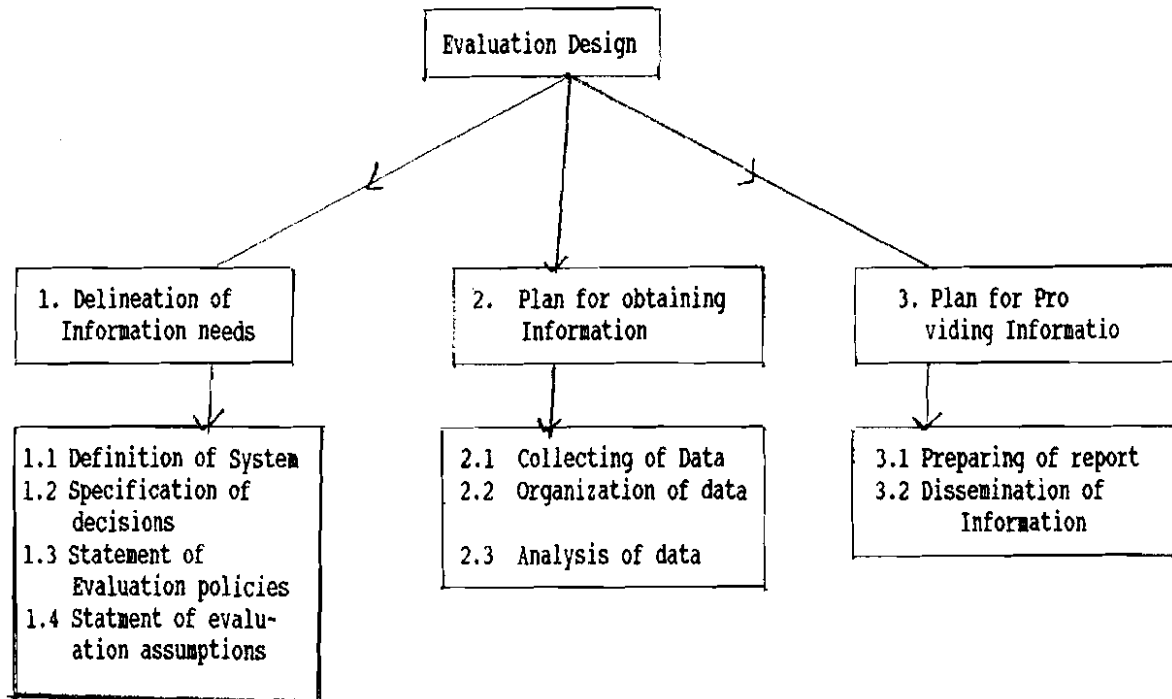 Evaluation Design
1. Delineation of
Information needs
2. Plan for obtaining
Information
3. Plan for Pro
viding Informatio
1.1 Definition of System
1.2 Specification of
decisions
1.3 Statement of
Evaluation policies
1.4 Statment of evalu-
ation assumptions
2.1 Collecting of Data
2.2 Organization of data
2.3 Analysis of data
3.1 Preparing of report
3.2 Dissemination of
Information